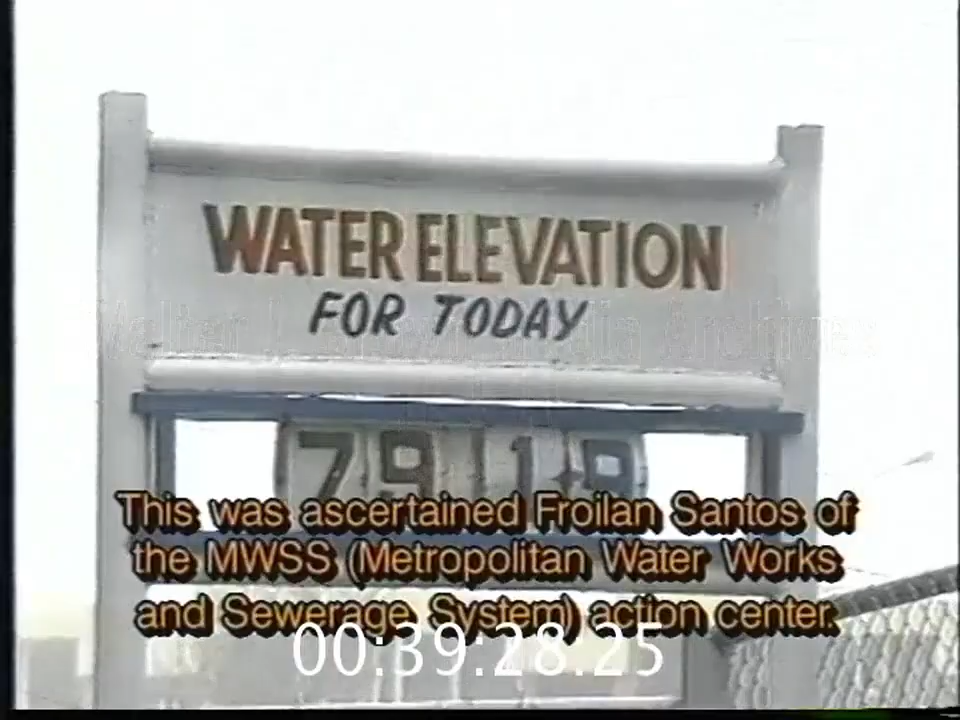 WATER ELEVATION
FOR TODAY
This was ascertained Froilan Santos of
the MWSS (Metropolitan Water Works
and Sewerage System) action center.
00:39:28:25